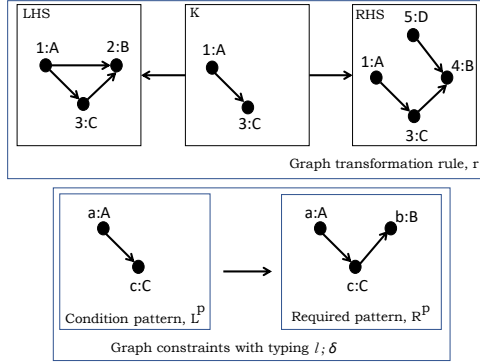 LHS
K
RHS
1:A
2:B
3:C
1:A
3:C
5:D
1:A
4:B
3:C
Graph transformation rule, r
a:A
c:C
Condition pattern, L^p
a:A
b:B
c:C
Required pattern, R^p
Graph constraints with typing l; δ